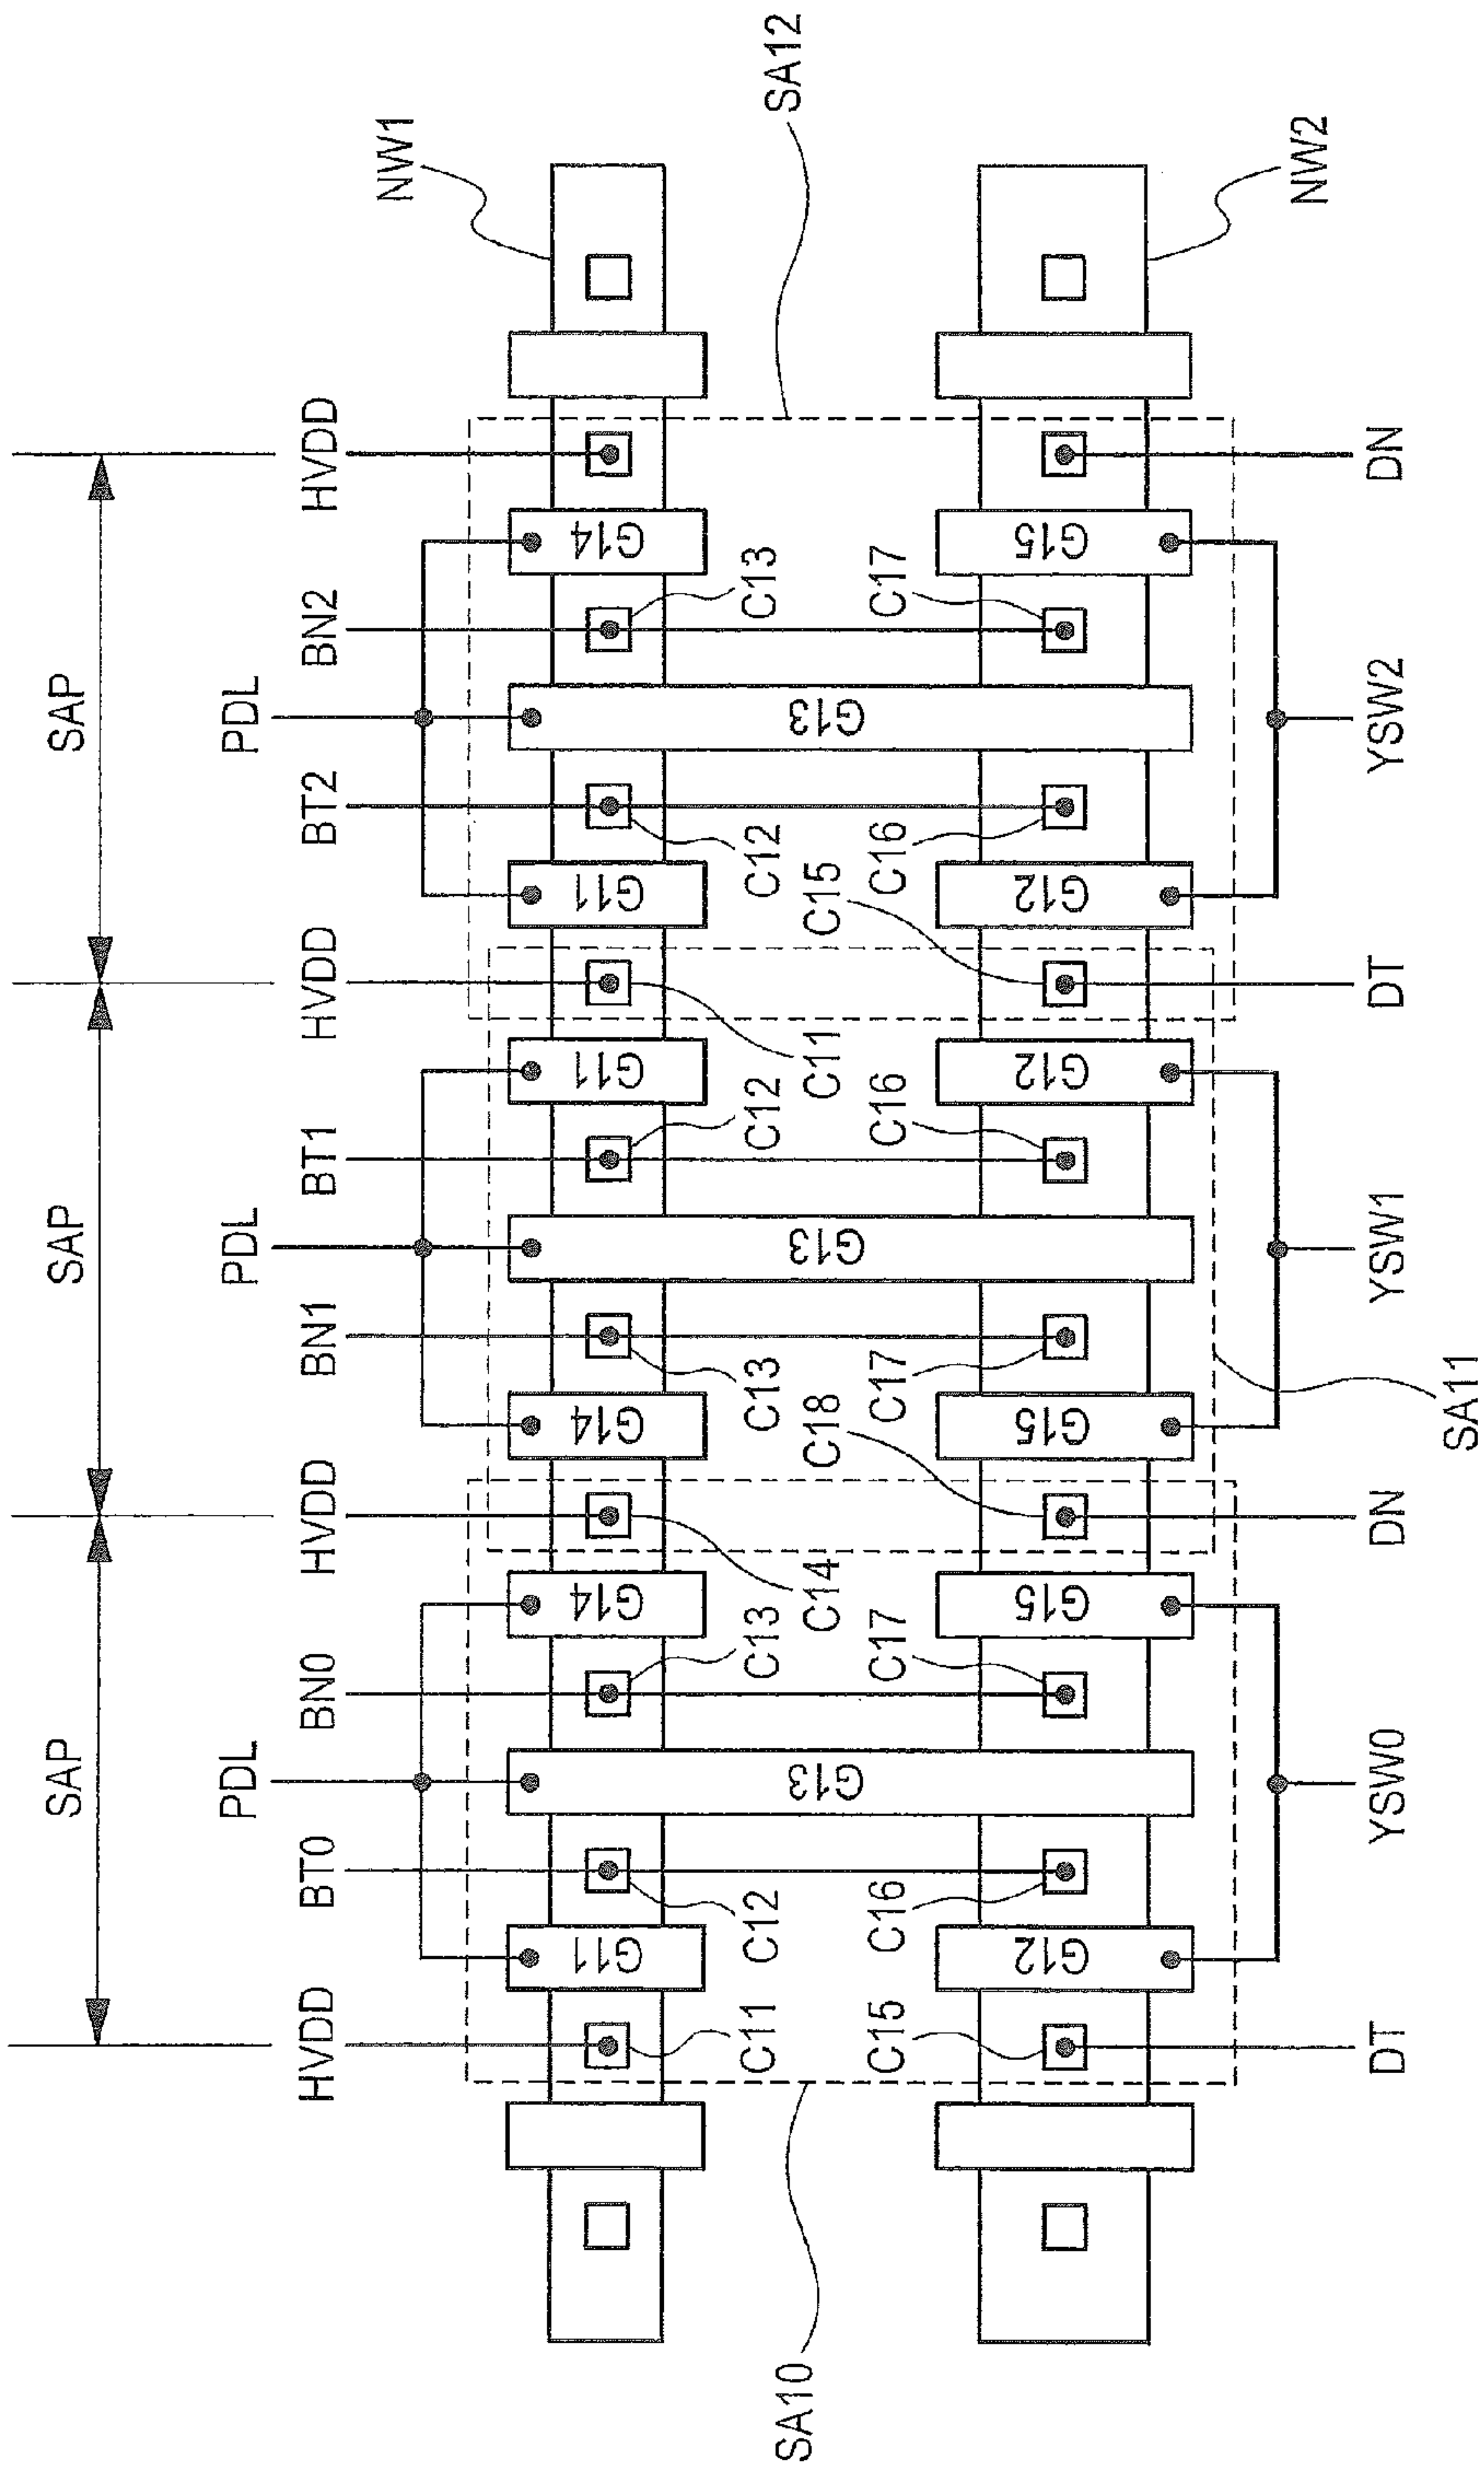 SAP
SAP
SAP
PDL
PDL
PDL
HVDD
BT0
BN0
HVDD
BN1
BT1
HVDD
BT2
BN2
HVDD
NW1
G11
G14
G14
G11
G11
G14
C11
C12
C13
C14
C13
C12
C11
C12
C13
SA10
SA12
G13
G13
G13
C15
C16
C17
C18
C17
C16
C15
C16
C17
G12
G15
G15
G12
G12
G15
NW2
DT
YSW0
DN
YSW1
DT
YSW2
DN
SA11